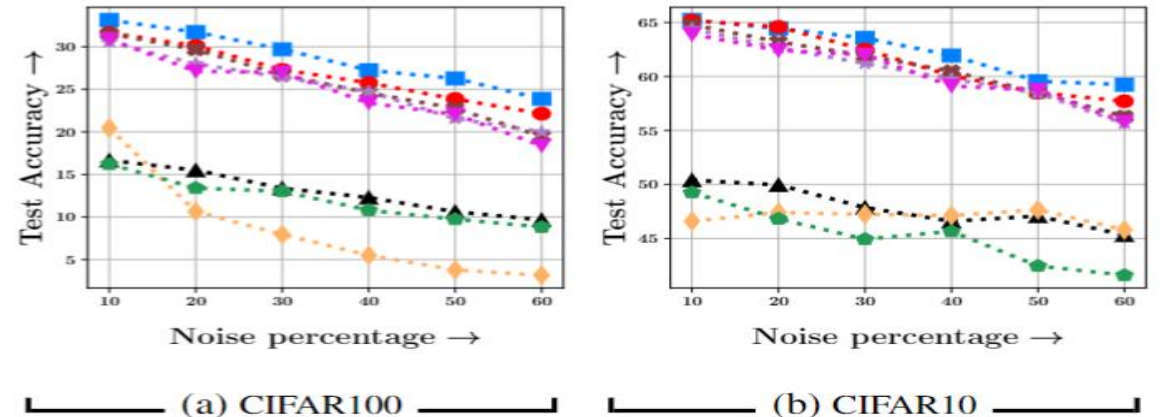 Test Accuracy →
30
25
20
15
10
5
10 20 30 40 50 60
Noise percentage →
(a) CIFAR100
Test Accuracy →
65
60
55
50
45
10 20 30 40 50 60
Noise percentage →
(b) CIFAR10